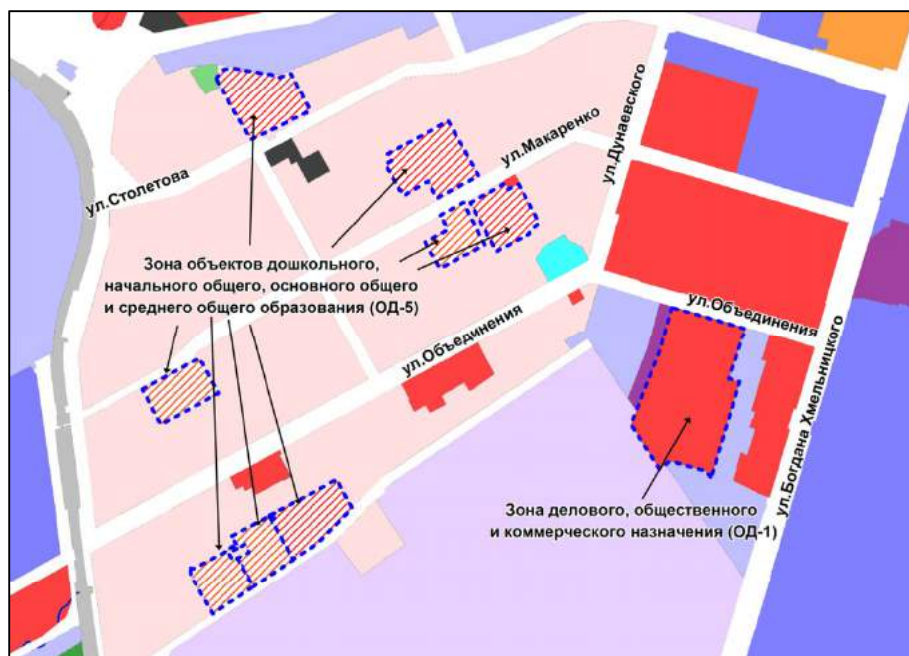 ул.Дунаевского
ул.Макаренко
ул.Столетова
Зона объектов дошкольного,
начального общего, основного общего
и среднего общего образования (ОД-5)
ул.Объединения
ул.Объединения
ул.Богдана Хмельницкого
Зона делового, общественного
и коммерческого назначения (ОД-1)